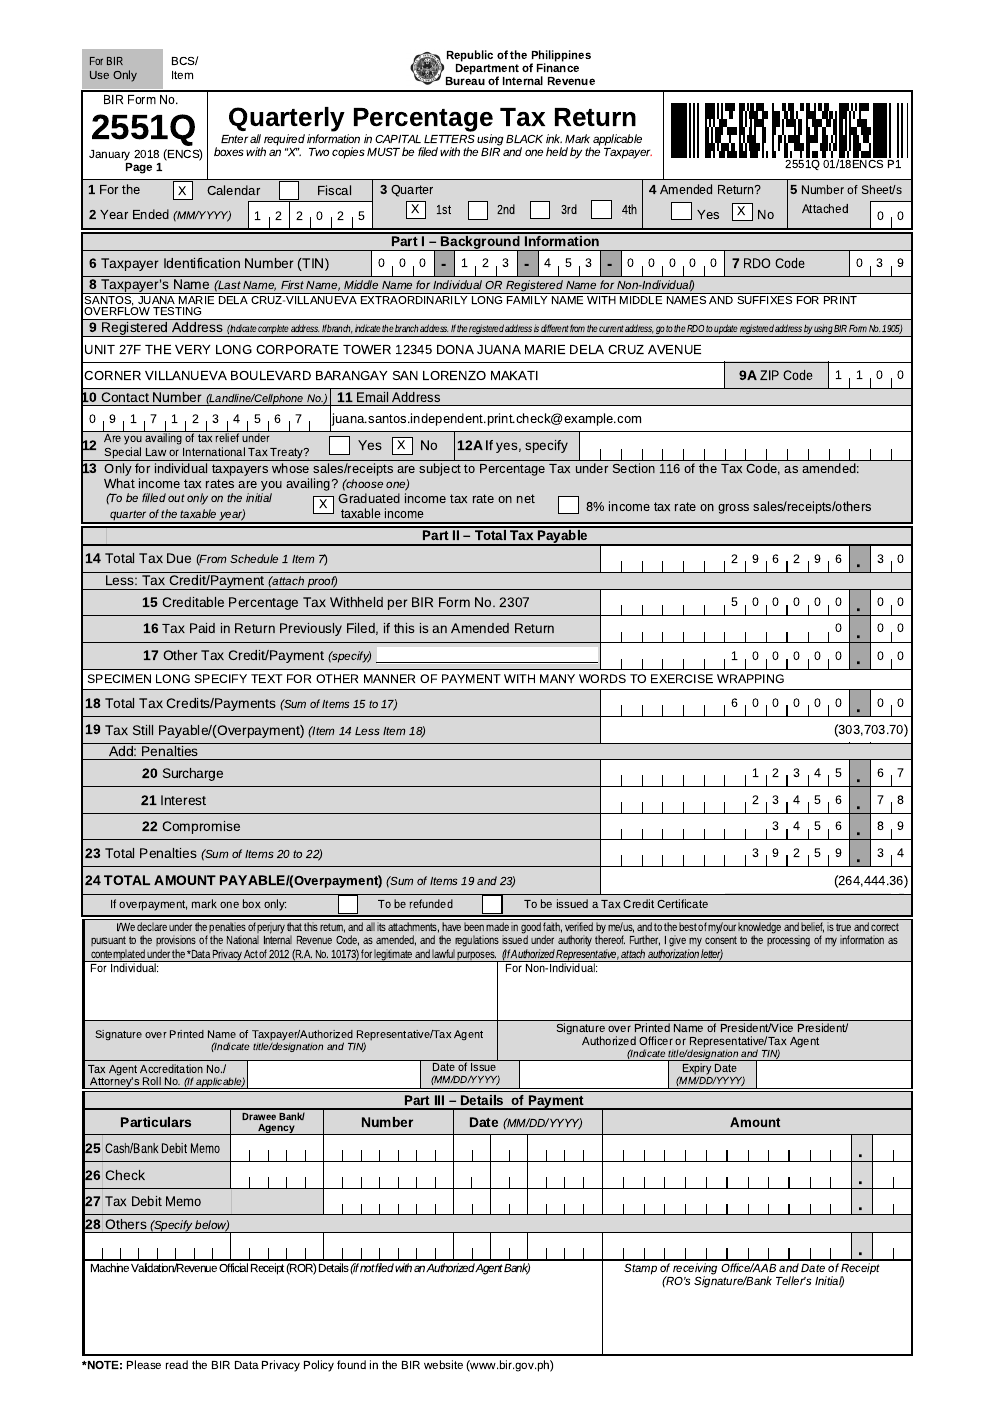 For BIR
Use Only
BCS/
Item
Republic of the Philippines
Department of Finance
Bureau of Internal Revenue
BIR Form No.
2551Q
January 2018 (ENCS)
Page 1
Quarterly Percentage Tax Return
Enter all required information in CAPITAL LETTERS using BLACK ink. Mark applicable
boxes with an "X". Two copies MUST be filed with the BIR and one held by the Taxpayer.
2551Q 01/18ENCS P1
1 For the X Calendar Fiscal
2 Year Ended (MM/YYYY) 1 2 2 0 2 5
3 Quarter
X 1st 2nd 3rd 4th
4 Amended Return?
Yes X No
5 Number of Sheet/s
Attached 0 0
Part I – Background Information
6 Taxpayer Identification Number (TIN) 0 0 0 - 1 2 3 - 4 5 3 - 0 0 0 0 0 7 RDO Code 0 3 9
8 Taxpayer's Name (Last Name, First Name, Middle Name for Individual OR Registered Name for Non-Individual)
SANTOS, JUANA MARIE DELA CRUZ-VILLANUEVA EXTRAORDINARILY LONG FAMILY NAME WITH MIDDLE NAMES AND SUFFIXES FOR PRINT
OVERFLOW TESTING
9 Registered Address (Indicate complete address. If branch, indicate the branch address. If the registered address is different from the current address, go to the RDO to update registered address by using BIR Form No. 1905)
UNIT 27F THE VERY LONG CORPORATE TOWER 12345 DONA JUANA MARIE DELA CRUZ AVENUE
CORNER VILLANUEVA BOULEVARD BARANGAY SAN LORENZO MAKATI 9A ZIP Code 1 1 0 0
10 Contact Number (Landline/Cellphone No.) 11 Email Address
0 9 1 7 1 2 3 4 5 6 7 juana.santos.independent.print.check@example.com
12 Are you availing of tax relief under
Special Law or International Tax Treaty? Yes X No 12A If yes, specify
13 Only for individual taxpayers whose sales/receipts are subject to Percentage Tax under Section 116 of the Tax Code, as amended:
What income tax rates are you availing? (choose one)
(To be filled out only on the initial
quarter of the taxable year)
X Graduated income tax rate on net
taxable income
8% income tax rate on gross sales/receipts/others
Part II – Total Tax Payable
14 Total Tax Due (From Schedule 1 Item 7) 2 9 6 2 9 6 . 3 0
Less: Tax Credit/Payment (attach proof)
15 Creditable Percentage Tax Withheld per BIR Form No. 2307 5 0 0 0 0 0 . 0 0
16 Tax Paid in Return Previously Filed, if this is an Amended Return 0 . 0 0
17 Other Tax Credit/Payment (specify) 1 0 0 0 0 0 . 0 0
SPECIMEN LONG SPECIFY TEXT FOR OTHER MANNER OF PAYMENT WITH MANY WORDS TO EXERCISE WRAPPING
18 Total Tax Credits/Payments (Sum of Items 15 to 17) 6 0 0 0 0 0 . 0 0
19 Tax Still Payable/(Overpayment) (Item 14 Less Item 18) (303,703.70)
Add: Penalties
20 Surcharge 1 2 3 4 5 . 6 7
21 Interest 2 3 4 5 6 . 7 8
22 Compromise 3 4 5 6 . 8 9
23 Total Penalties (Sum of Items 20 to 22) 3 9 2 5 9 . 3 4
24 TOTAL AMOUNT PAYABLE/(Overpayment) (Sum of Items 19 and 23) (264,444.36)
If overpayment, mark one box only: To be refunded To be issued a Tax Credit Certificate
I/We declare under the penalties of perjury that this return, and all its attachments, have been made in good faith, verified by me/us, and to the best of my/our knowledge and belief, is true and correct
pursuant to the provisions of the National Internal Revenue Code, as amended, and the regulations issued under authority thereof. Further, I give my consent to the processing of my information as
contemplated under the *Data Privacy Act of 2012 (R.A. No. 10173) for legitimate and lawful purposes. (If Authorized Representative, attach authorization letter)
For Individual: For Non-Individual:
Signature over Printed Name of Taxpayer/Authorized Representative/Tax Agent
(Indicate title/designation and TIN)
Signature over Printed Name of President/Vice President/
Authorized Officer or Representative/Tax Agent
(Indicate title/designation and TIN)
Tax Agent Accreditation No./
Attorney's Roll No. (If applicable)
Date of Issue
(MM/DD/YYYY)
Expiry Date
(MM/DD/YYYY)
Part III – Details of Payment
Particulars
Drawee Bank/
Agency
Number Date (MM/DD/YYYY) Amount
25 Cash/Bank Debit Memo .
26 Check .
27 Tax Debit Memo .
28 Others (Specify below)
.
Machine Validation/Revenue Official Receipt (ROR) Details (if not filed with an Authorized Agent Bank)
Stamp of receiving Office/AAB and Date of Receipt
(RO's Signature/Bank Teller's Initial)
*NOTE: Please read the BIR Data Privacy Policy found in the BIR website (www.bir.gov.ph)